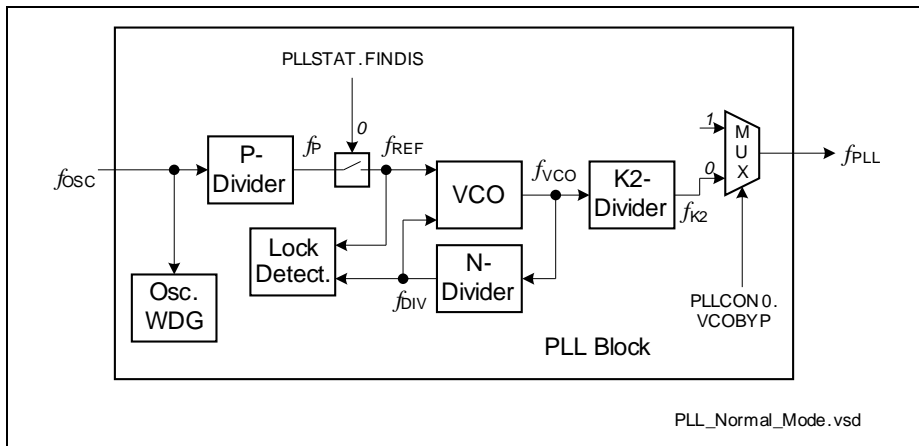 PLLSTAT.FINDIS
0
1
MUX
fOSC
P-
Divider
fP
fREF
VCO
fVCO
K2-
Divider
fK2
0
fPLL
Lock
Detect.
fDIV
N-
Divider
Osc.
WDG
PLLCON0.
VCOBYP
PLL Block
PLL_Normal_Mode.vsd